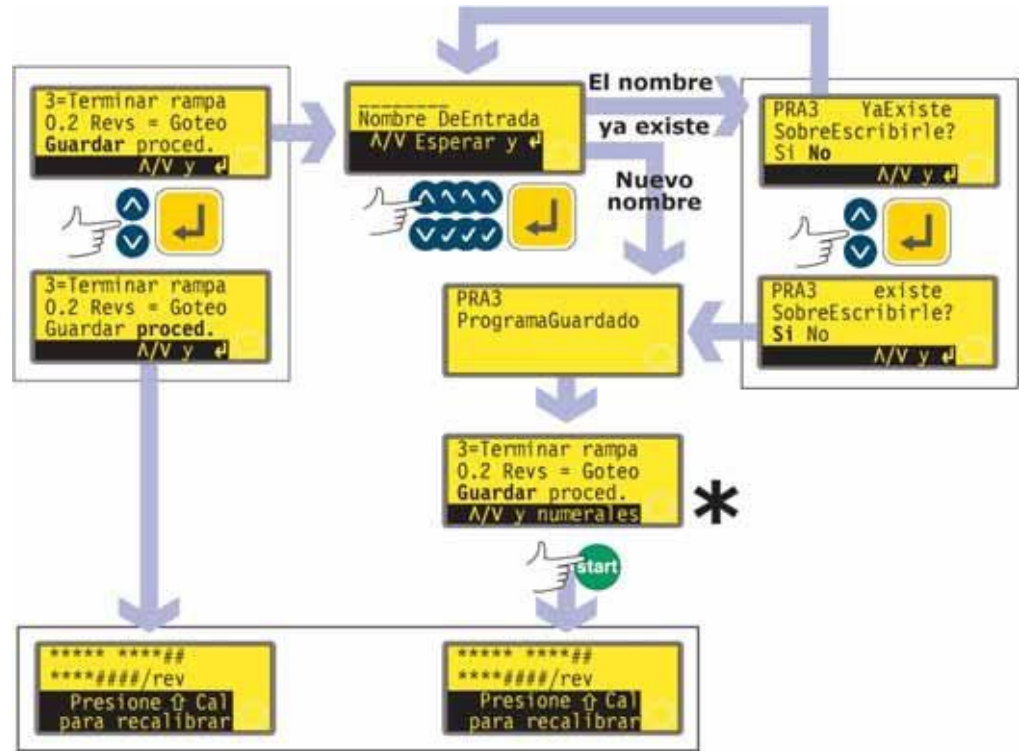 3=Terminar rampa
0.2 Revs = Goteo
Guardar proced.
Λ/V y ↲
3=Terminar rampa
0.2 Revs = Goteo
Guardar proced.
Λ/V y ↲
________
Nombre DeEntrada
Λ/V Esperar y ↲
El nombre
ya existe
Nuevo
nombre
PRA3 YaExiste
SobreEscribirle?
Si No
Λ/V y ↲
PRA3 existe
SobreEscribirle?
Si No
Λ/V y ↲
PRA3
ProgramaGuardado
3=Terminar rampa
0.2 Revs = Goteo
Guardar proced.
Λ/V y numerales
*
start
***** ****##
****####/rev
Presione ⇧ Cal
para recalibrar
***** ****##
****####/rev
Presione ⇧ Cal
para recalibrar